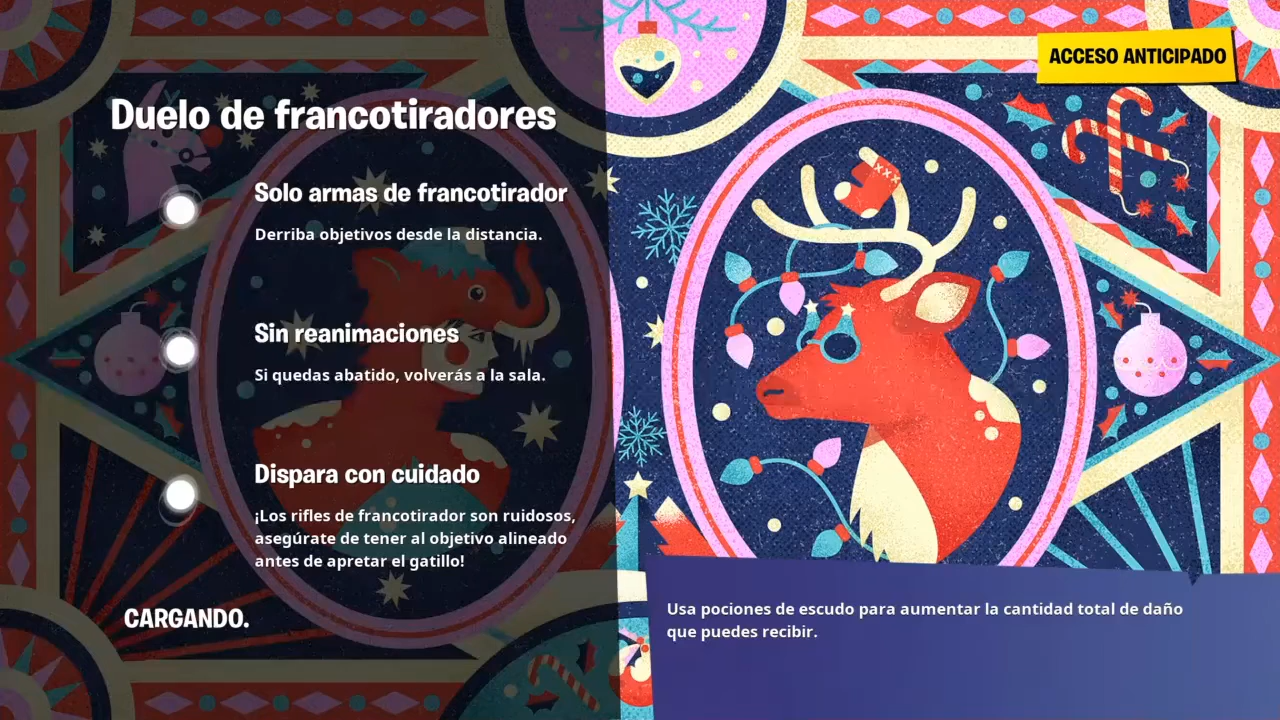 ACCESO ANTICIPADO
Duelo de francotiradores
Solo armas de francotirador
Derriba objetivos desde la distancia.
Sin reanimaciones
Si quedas abatido, volverás a la sala.
Dispara con cuidado
¡Los rifles de francotirador son ruidosos,
asegúrate de tener al objetivo alineado
antes de apretar el gatillo!
CARGANDO.
Usa pociones de escudo para aumentar la cantidad total de daño
que puedes recibir.